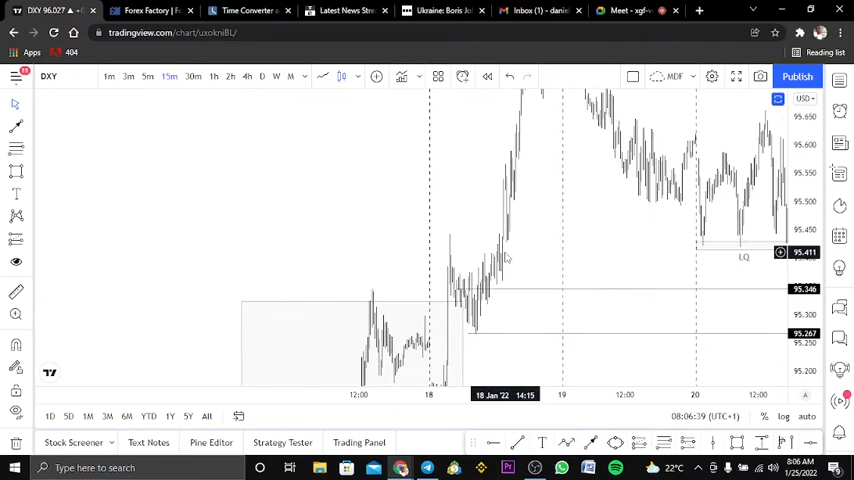 DXY 96.027
Forex Factory | Fo
Time Converter a
Latest News Stre
Ukraine: Boris Jo
Inbox (1) - daniel
Meet - xgf-v
tradingview.com/chart/uxokniBL/
Apps
404
Reading list
11
DXY
1m 3m 5m 15m 30m 1h 2h 4h D W M
MDF
Publish
USD
95.650
95.600
95.550
95.500
95.450
95.411
LQ
95.346
95.300
95.267
95.250
95.200
12:00
18
18 Jan '22 14:15
19
12:00
20
12:00
A
1D 5D 1M 3M 6M YTD 1Y 5Y All
08:06:39 (UTC+1)
% log auto
Stock Screener
Text Notes
Pine Editor
Strategy Tester
Trading Panel
Type here to search
22°C
8:06 AM
1/25/2022